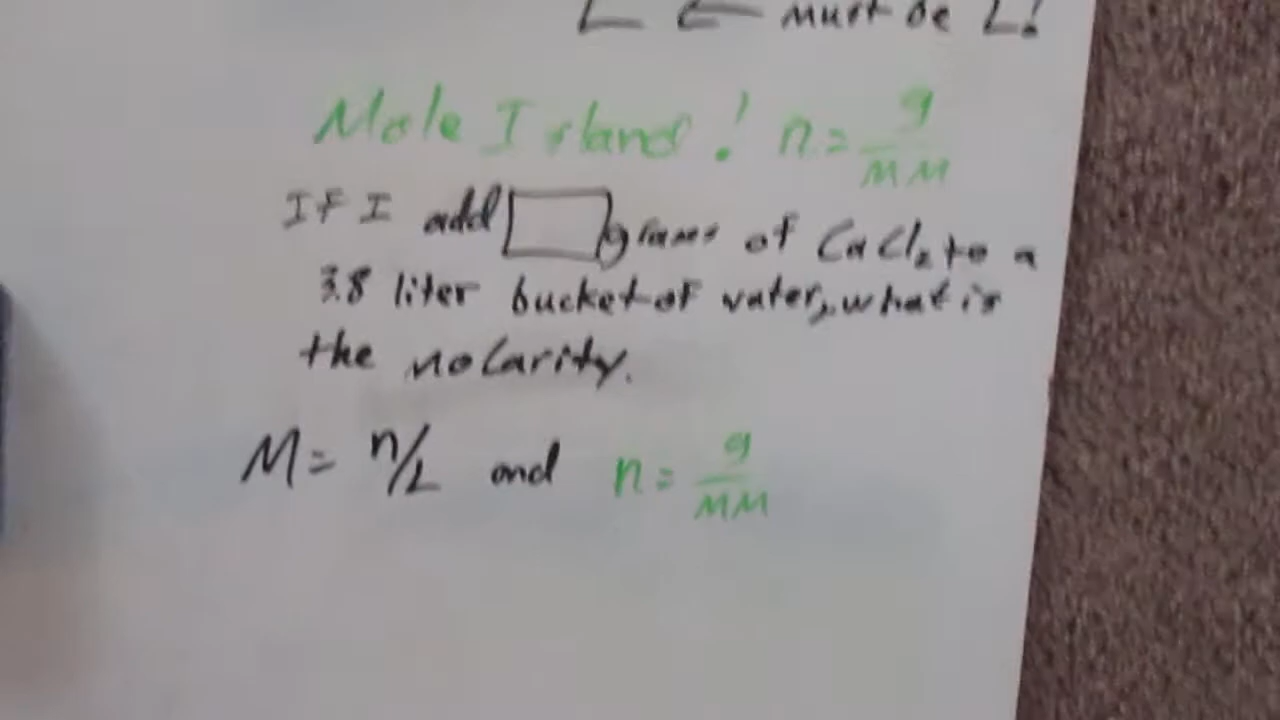 L ← must be L!
Mole Island! n = g/MM
If I add □ grams of CaCl₂ to a
3.8 liter bucket of water, what is
the molarity.
M = n/L and n = g/MM